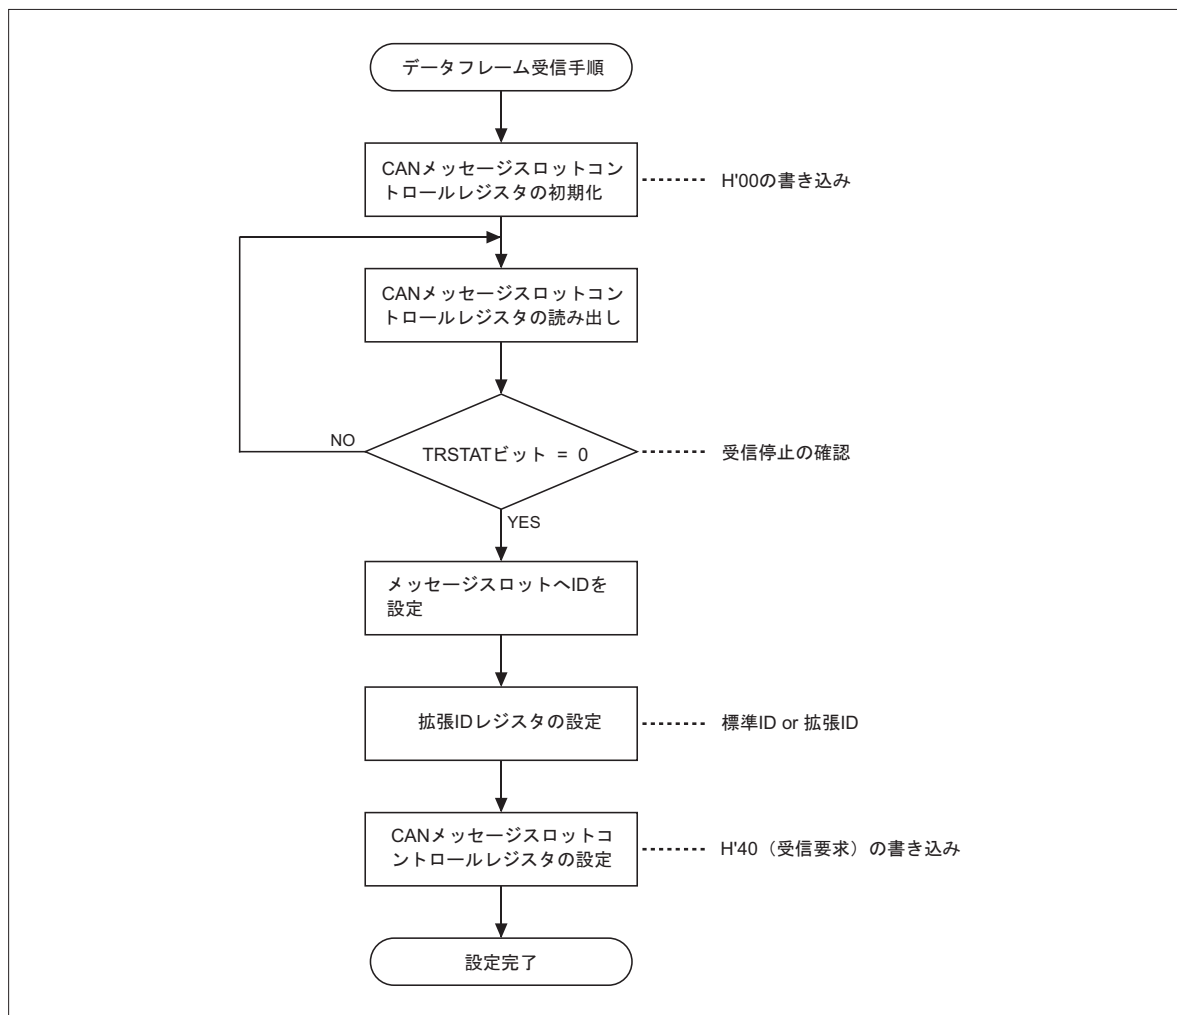 データフレーム受信手順
CANメッセージスロットコン
トロールレジスタの初期化
H'00の書き込み
CANメッセージスロットコン
トロールレジスタの読み出し
NO
TRSTATビット = 0
受信停止の確認
YES
メッセージスロットへIDを
設定
拡張IDレジスタの設定
標準ID or 拡張ID
CANメッセージスロットコ
ントロールレジスタの設定
H'40（受信要求）の書き込み
設定完了